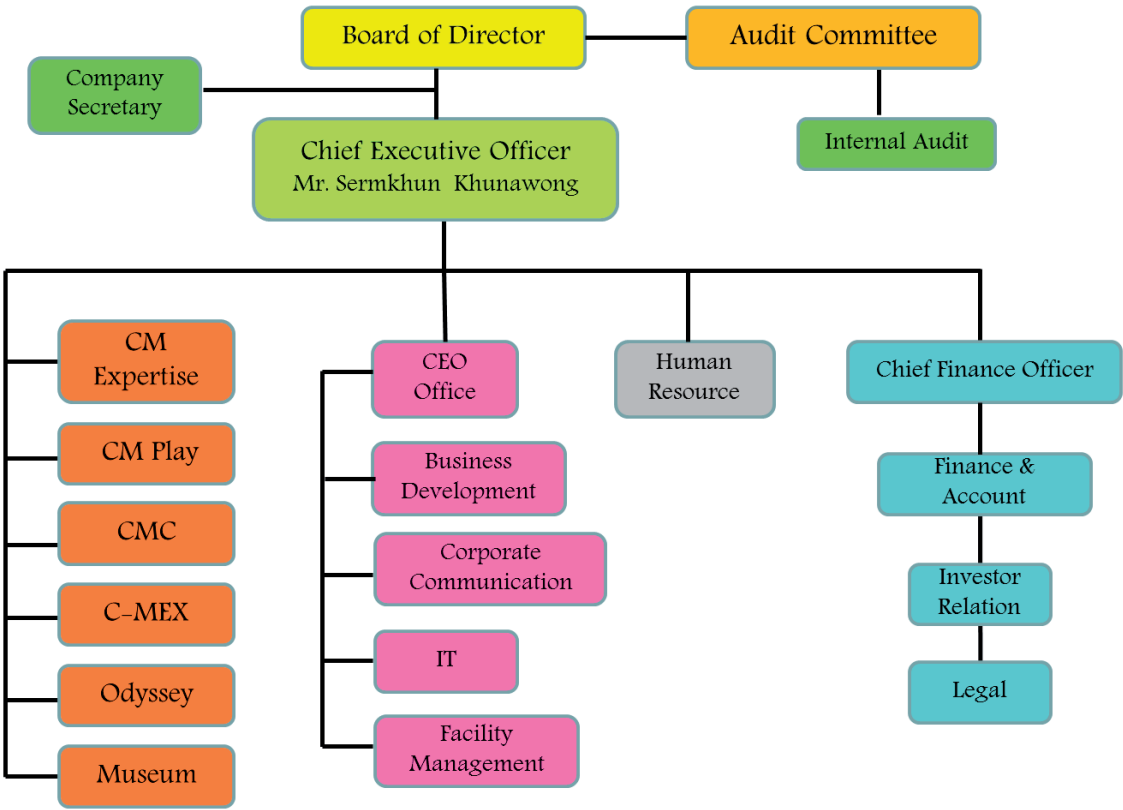 Board of Director
Audit Committee
Company
Secretary
Internal Audit
Chief Executive Officer
Mr. Sermkhun Khunawong
CM
Expertise
CM Play
CMC
C-MEX
Odyssey
Museum
CEO
Office
Business
Development
Corporate
Communication
IT
Facility
Management
Human
Resource
Chief Finance Officer
Finance &
Account
Investor
Relation
Legal